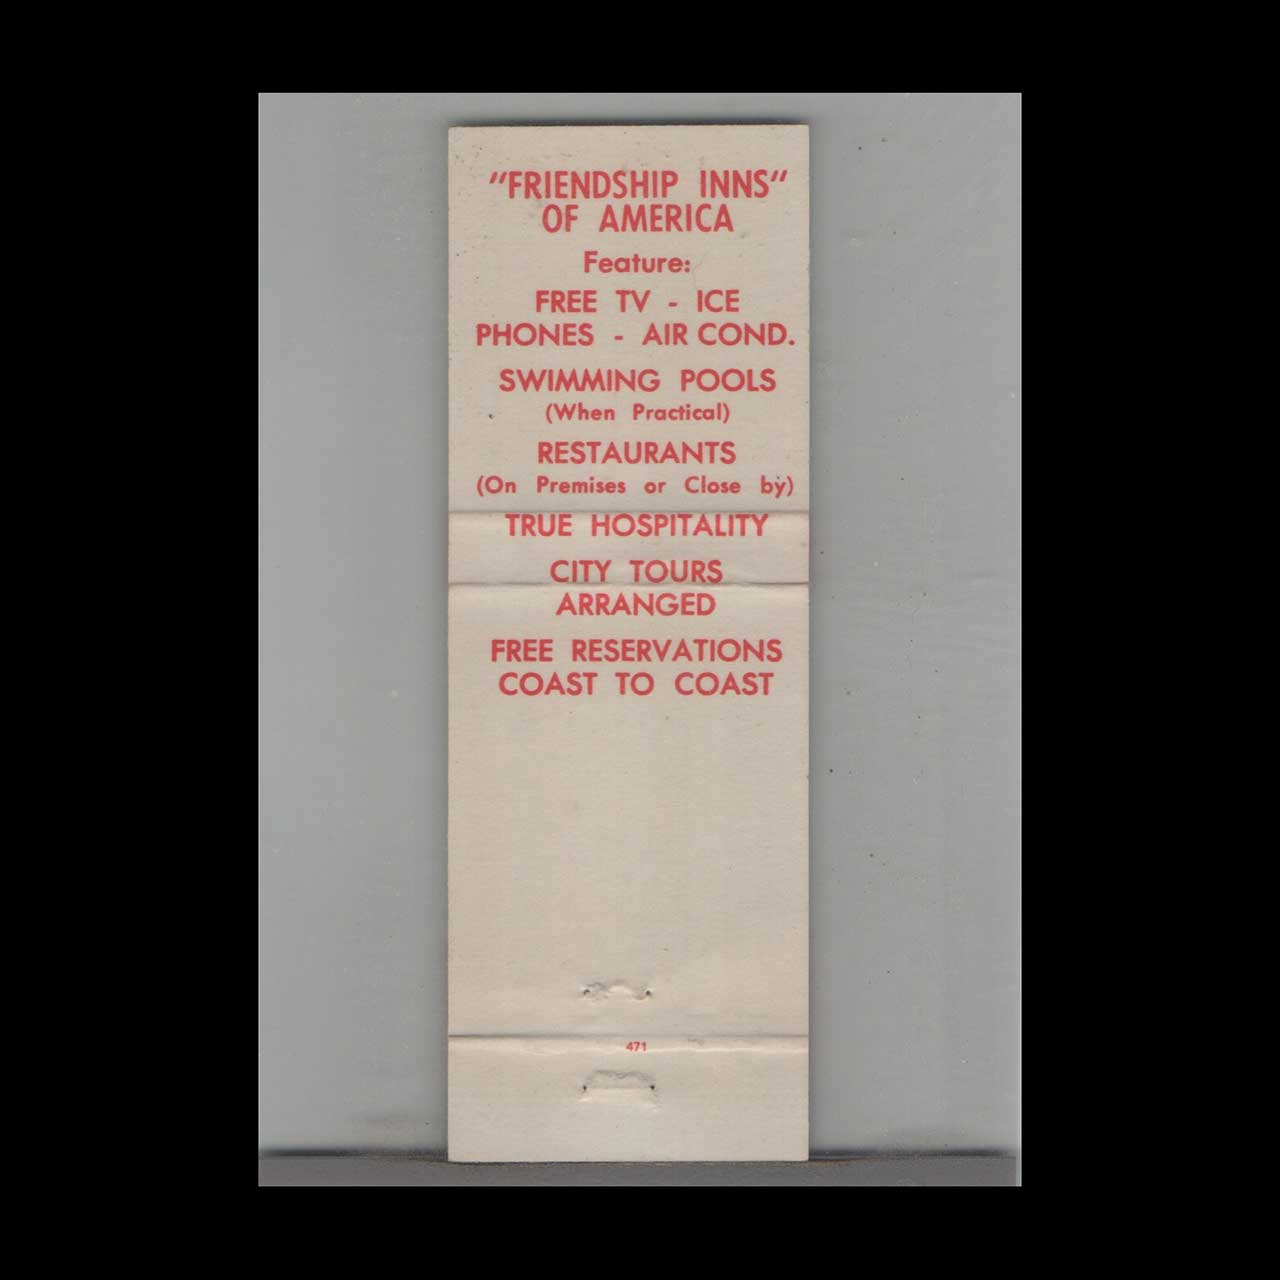 "FRIENDSHIP INNS"
OF AMERICA
Feature:
FREE TV - ICE
PHONES - AIR COND.
SWIMMING POOLS
(When Practical)
RESTAURANTS
(On Premises or Close by)
TRUE HOSPITALITY
CITY TOURS
ARRANGED
FREE RESERVATIONS
COAST TO COAST
471